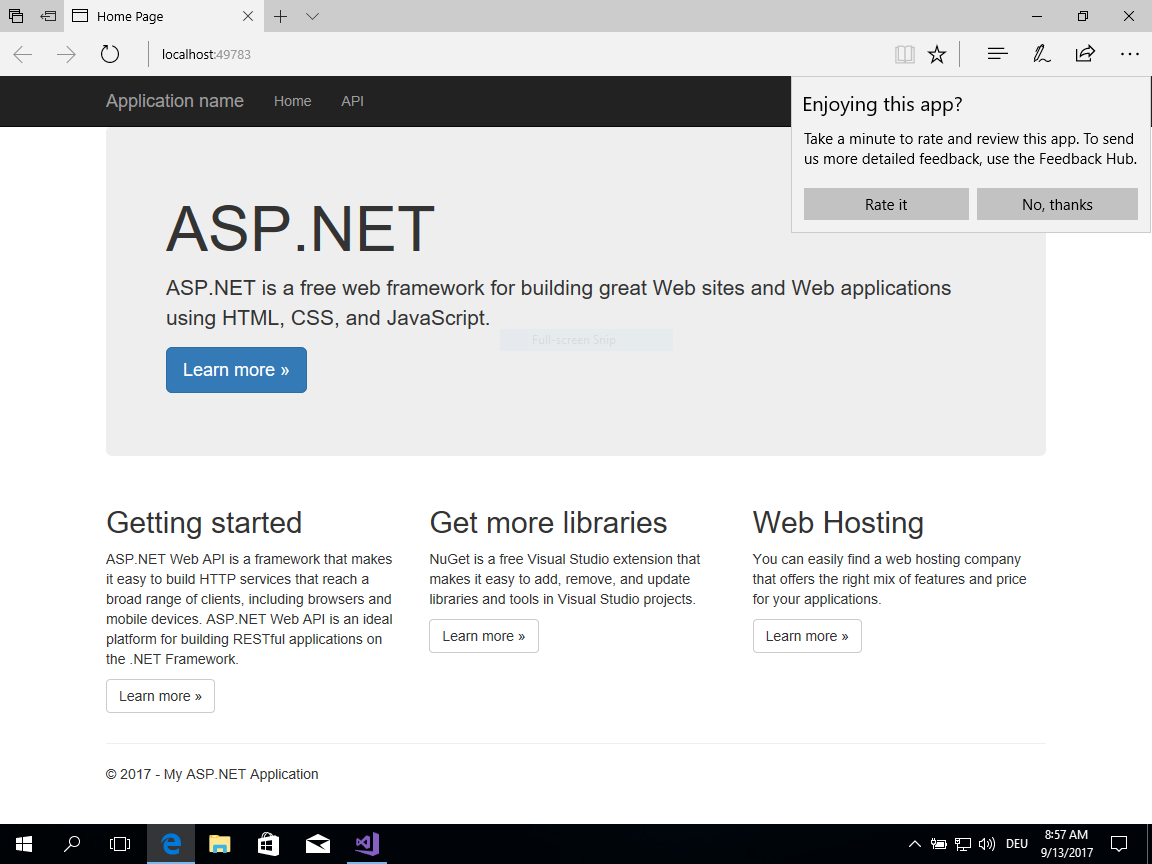 Home Page
localhost:49783
Application name Home API
Enjoying this app?
Take a minute to rate and review this app. To send
us more detailed feedback, use the Feedback Hub.
Rate it No, thanks
ASP.NET
ASP.NET is a free web framework for building great Web sites and Web applications
using HTML, CSS, and JavaScript.
Full-screen Snip
Learn more »
Getting started
ASP.NET Web API is a framework that makes
it easy to build HTTP services that reach a
broad range of clients, including browsers and
mobile devices. ASP.NET Web API is an ideal
platform for building RESTful applications on
the .NET Framework.
Learn more »
Get more libraries
NuGet is a free Visual Studio extension that
makes it easy to add, remove, and update
libraries and tools in Visual Studio projects.
Learn more »
Web Hosting
You can easily find a web hosting company
that offers the right mix of features and price
for your applications.
Learn more »
© 2017 - My ASP.NET Application
DEU
8:57 AM
9/13/2017